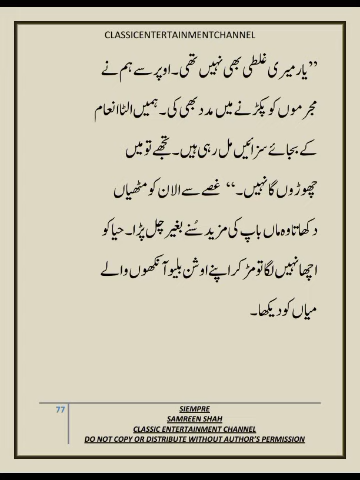 CLASSICENTERTAINMENTCHANNEL
”یار میری غلطی بھی نہیں تھی۔ اوپر سے ہم نے
مجرموں کو پکڑنے میں مدد بھی کی۔ ہمیں الٹا انعام
کے بجائے سزائیں مل رہی ہیں۔ تجھے تو میں
چھوڑوں گا نہیں۔“ غصے سے الان کو مٹھیاں
دکھاتا وہ ماں باپ کی مزید سُنے بغیر چل پڑا۔ حیا کو
اچھا نہیں لگا تو مڑ کر اپنے اوشن بلیو آنکھوں والے
میاں کو دیکھا۔
77
SIEMPRE
SAMREEN SHAH
CLASSIC ENTERTAINMENT CHANNEL
DO NOT COPY OR DISTRIBUTE WITHOUT AUTHOR'S PERMISSION